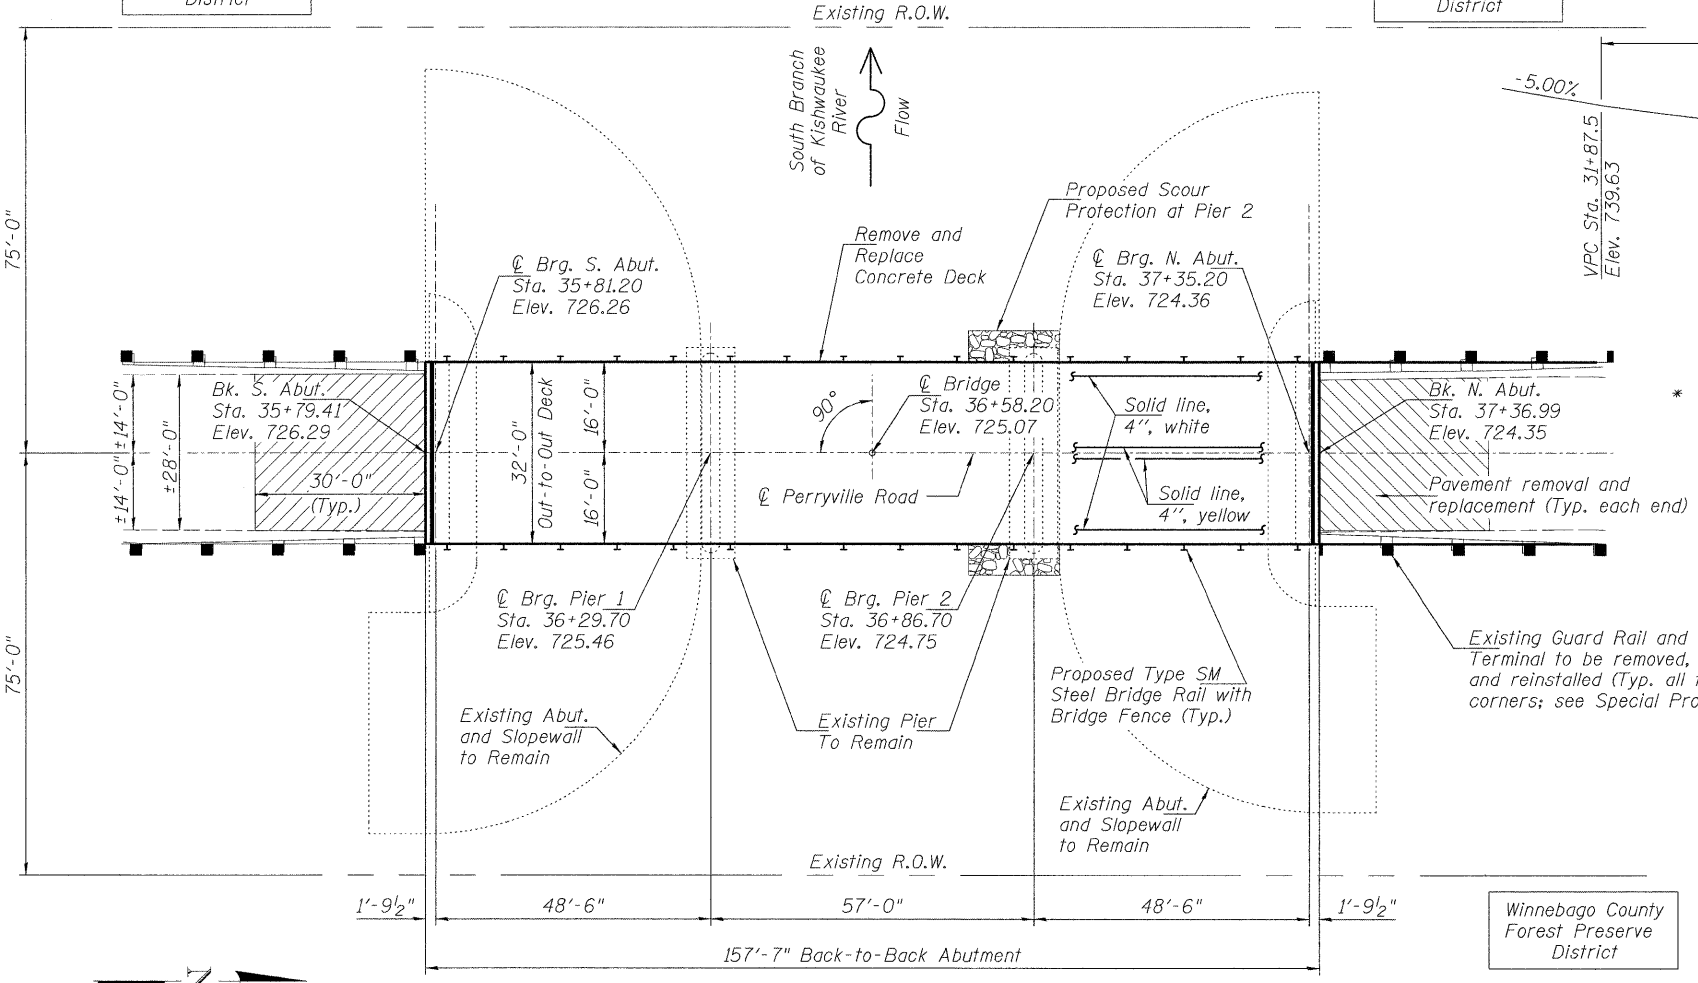 District
Existing R.O.W.
District
South Branch
of Kishwaukee
River
Flow
-5.00%
VPC Sta. 31+87.5
Elev. 739.63
75'-0"
Proposed Scour
Protection at Pier 2
Remove and
Replace
Concrete Deck
℄ Brg. S. Abut.
Sta. 35+81.20
Elev. 726.26
℄ Brg. N. Abut.
Sta. 37+35.20
Elev. 724.36
Bk. S. Abut.
Sta. 35+79.41
Elev. 726.29
±14'-0"
±14'-0"
±28'-0"
30'-0"
(Typ.)
32'-0"
Out-to-Out Deck
16'-0"
16'-0"
90°
℄ Bridge
Sta. 36+58.20
Elev. 725.07
℄ Perryville Road
Solid line,
4", white
Solid line,
4", yellow
Bk. N. Abut.
Sta. 37+36.99
Elev. 724.35
*
Pavement removal and
replacement (Typ. each end)
75'-0"
℄ Brg. Pier 1
Sta. 36+29.70
Elev. 725.46
℄ Brg. Pier 2
Sta. 36+86.70
Elev. 724.75
Existing Guard Rail and
Terminal to be removed,
and reinstalled (Typ. all
corners; see Special
Proposed Type SM
Steel Bridge Rail with
Bridge Fence (Typ.)
Existing Abut.
and Slopewall
to Remain
Existing Pier
To Remain
Existing Abut.
and Slopewall
to Remain
Existing R.O.W.
1'-9½"
48'-6"
57'-0"
48'-6"
1'-9½"
157'-7" Back-to-Back Abutment
Winnebago County
Forest Preserve
District